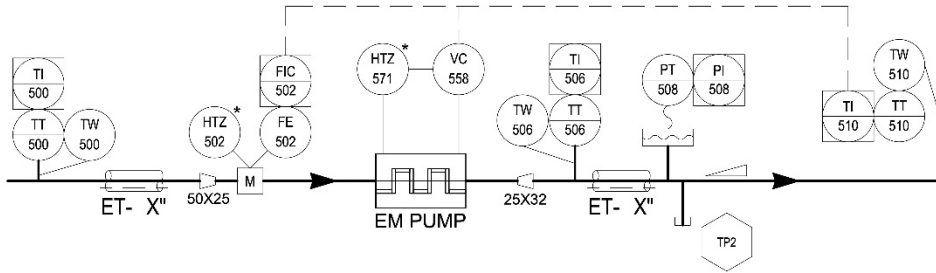 TI
500
TT
500
TW
500
ET- X"
50X25
HTZ
502
*
FIC
502
FE
502
M
HTZ
571
*
VC
558
EM PUMP
25X32
TW
506
TI
506
TT
506
ET- X"
PT
508
PI
508
TP2
TI
510
TT
510
TW
510